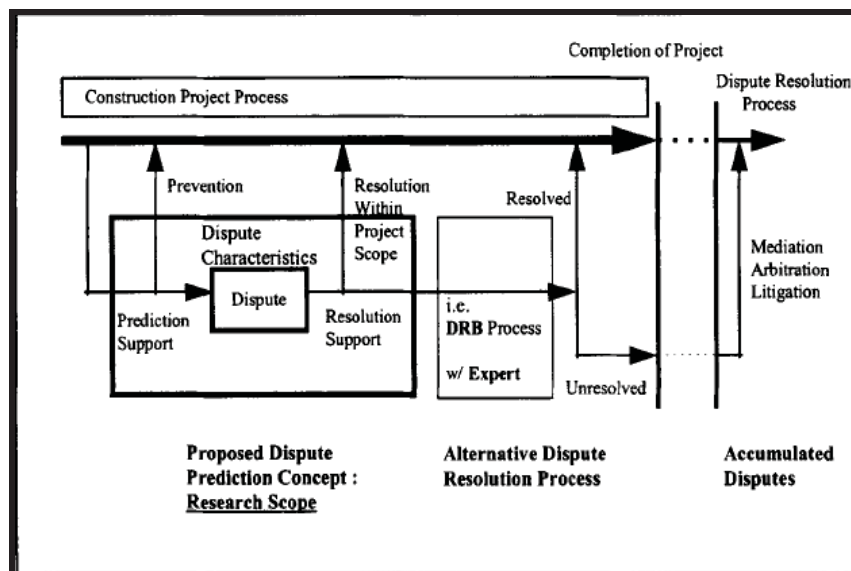 Completion of Project
Dispute Resolution
Process
Construction Project Process
Prevention
Resolution
Within
Project
Scope
Resolved
Dispute
Characteristics
Mediation
Arbitration
Litigation
Dispute
Prediction
Support
Resolution
Support
i.e.
DRB Process
w/ Expert
Unresolved
Proposed Dispute
Prediction Concept :
Research Scope
Alternative Dispute
Resolution Process
Accumulated
Disputes